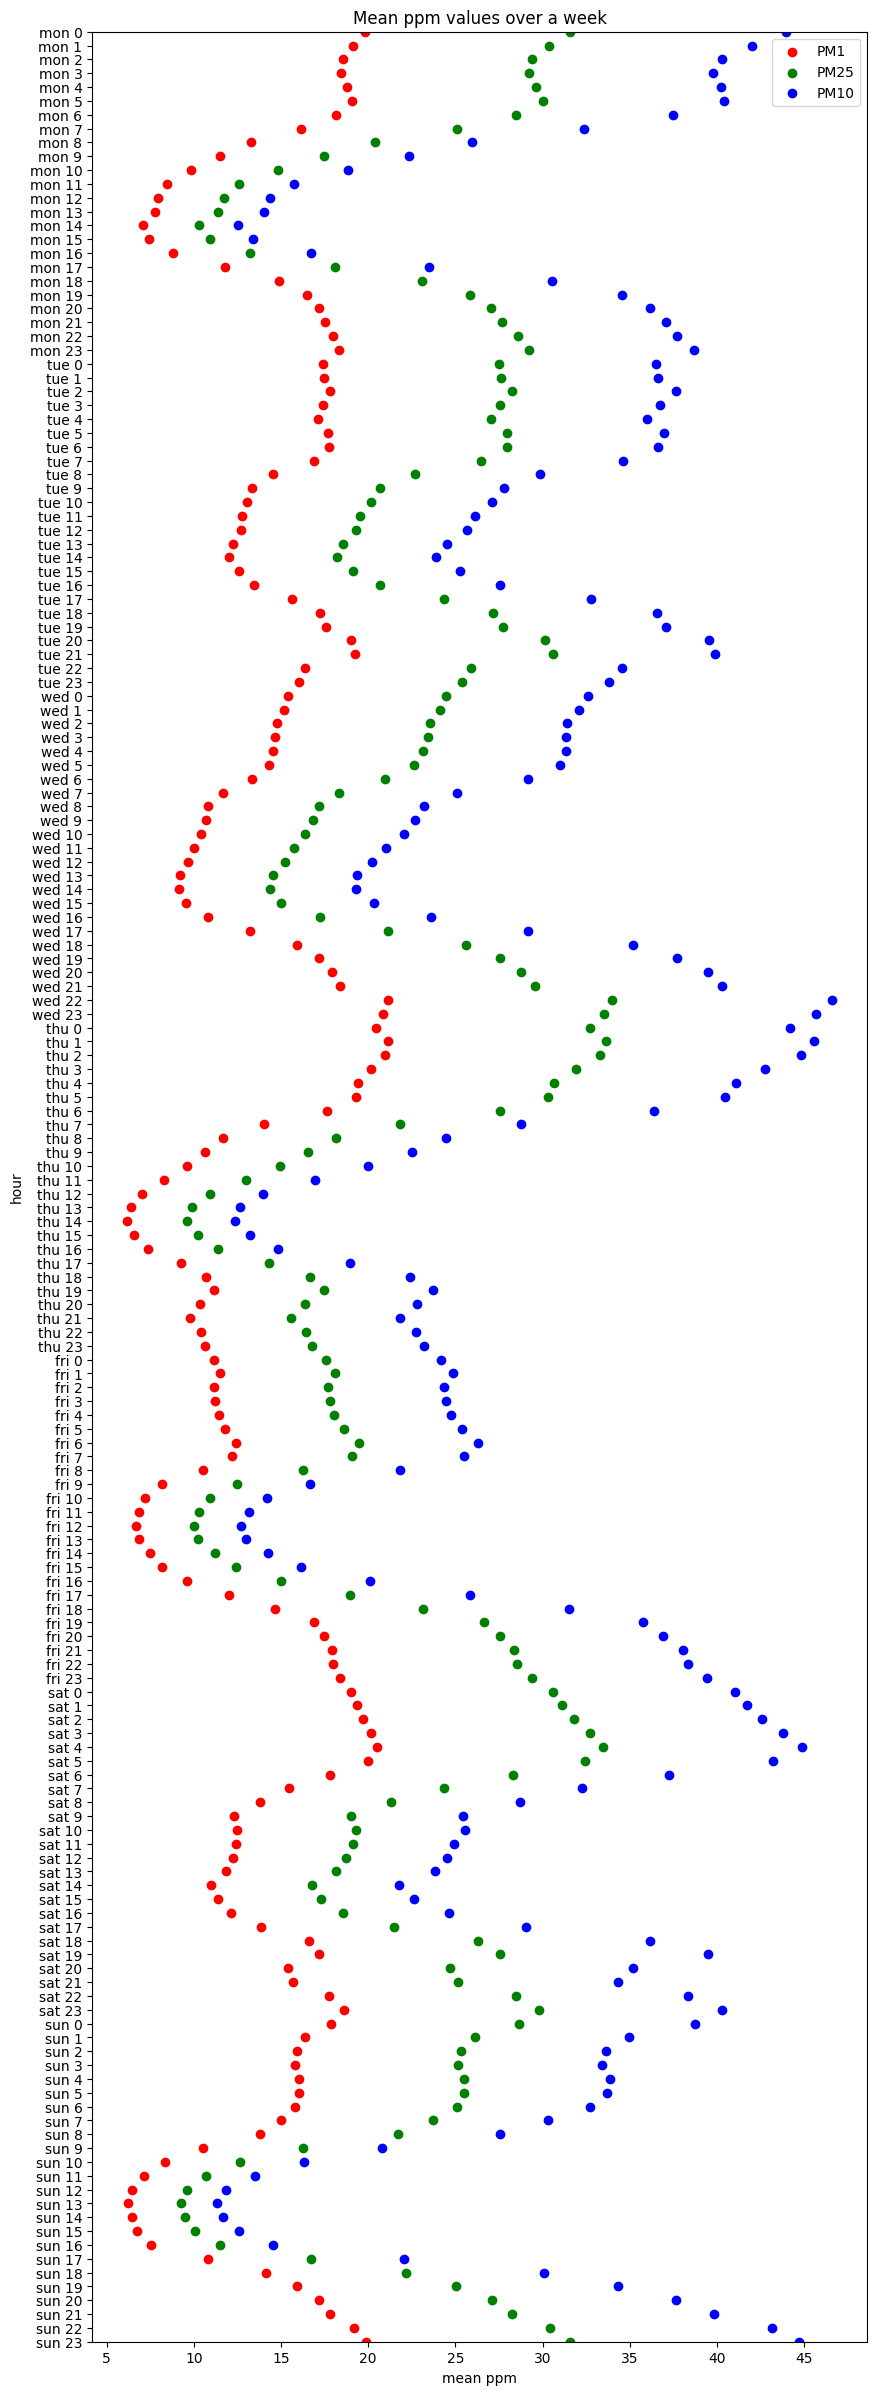 Mean ppm values over a week
PM1
PM25
PM10
mon 0
mon 1
mon 2
mon 3
mon 4
mon 5
mon 6
mon 7
mon 8
mon 9
mon 10
mon 11
mon 12
mon 13
mon 14
mon 15
mon 16
mon 17
mon 18
mon 19
mon 20
mon 21
mon 22
mon 23
tue 0
tue 1
tue 2
tue 3
tue 4
tue 5
tue 6
tue 7
tue 8
tue 9
tue 10
tue 11
tue 12
tue 13
tue 14
tue 15
tue 16
tue 17
tue 18
tue 19
tue 20
tue 21
tue 22
tue 23
wed 0
wed 1
wed 2
wed 3
wed 4
wed 5
wed 6
wed 7
wed 8
wed 9
wed 10
wed 11
wed 12
wed 13
wed 14
wed 15
wed 16
wed 17
wed 18
wed 19
wed 20
wed 21
wed 22
wed 23
thu 0
thu 1
thu 2
thu 3
thu 4
thu 5
thu 6
thu 7
thu 8
thu 9
thu 10
thu 11
thu 12
thu 13
thu 14
thu 15
thu 16
thu 17
thu 18
thu 19
thu 20
thu 21
thu 22
thu 23
fri 0
fri 1
fri 2
fri 3
fri 4
fri 5
fri 6
fri 7
fri 8
fri 9
fri 10
fri 11
fri 12
fri 13
fri 14
fri 15
fri 16
fri 17
fri 18
fri 19
fri 20
fri 21
fri 22
fri 23
sat 0
sat 1
sat 2
sat 3
sat 4
sat 5
sat 6
sat 7
sat 8
sat 9
sat 10
sat 11
sat 12
sat 13
sat 14
sat 15
sat 16
sat 17
sat 18
sat 19
sat 20
sat 21
sat 22
sat 23
sun 0
sun 1
sun 2
sun 3
sun 4
sun 5
sun 6
sun 7
sun 8
sun 9
sun 10
sun 11
sun 12
sun 13
sun 14
sun 15
sun 16
sun 17
sun 18
sun 19
sun 20
sun 21
sun 22
sun 23
hour
5 10 15 20 25 30 35 40 45
mean ppm